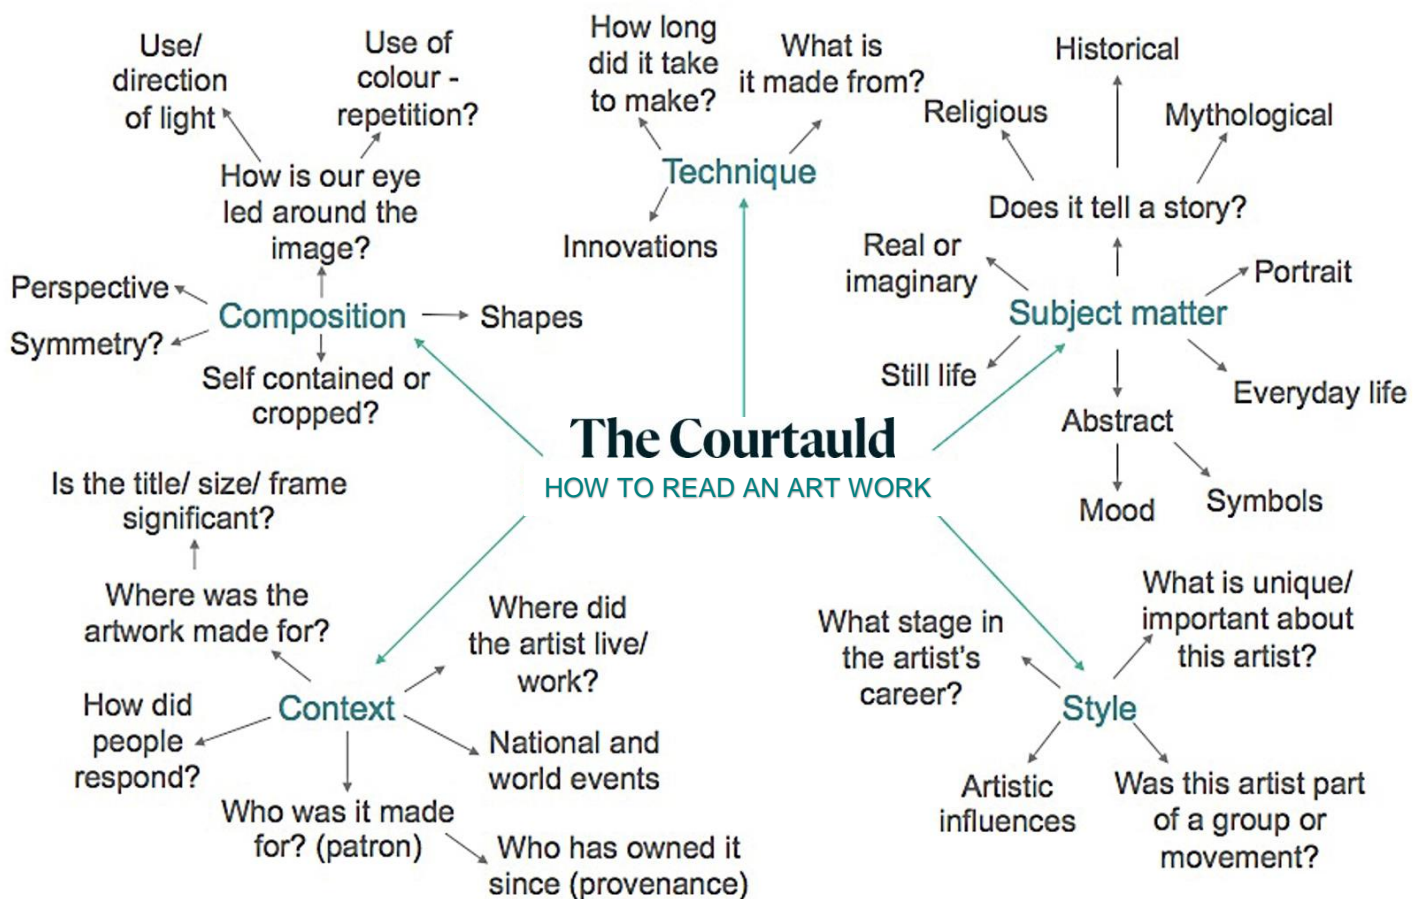 Use/
direction
of light
Use of
colour -
repetition?
How is our eye
led around the
image?
Perspective
Symmetry?
Composition
Shapes
Self contained or
cropped?
How long
did it take
to make?
What is
it made from?
Technique
Innovations
Historical
Religious
Mythological
Does it tell a story?
Real or
imaginary
Portrait
Subject matter
Still life
Everyday life
Abstract
Mood
Symbols
The Courtauld
HOW TO READ AN ART WORK
Is the title/ size/ frame
significant?
Where was the
artwork made for?
Where did
the artist live/
work?
How did
people
respond?
Context
National and
world events
Who was it made
for? (patron)
Who has owned it
since (provenance)
What stage in
the artist's
career?
What is unique/
important about
this artist?
Style
Artistic
influences
Was this artist part
of a group or
movement?